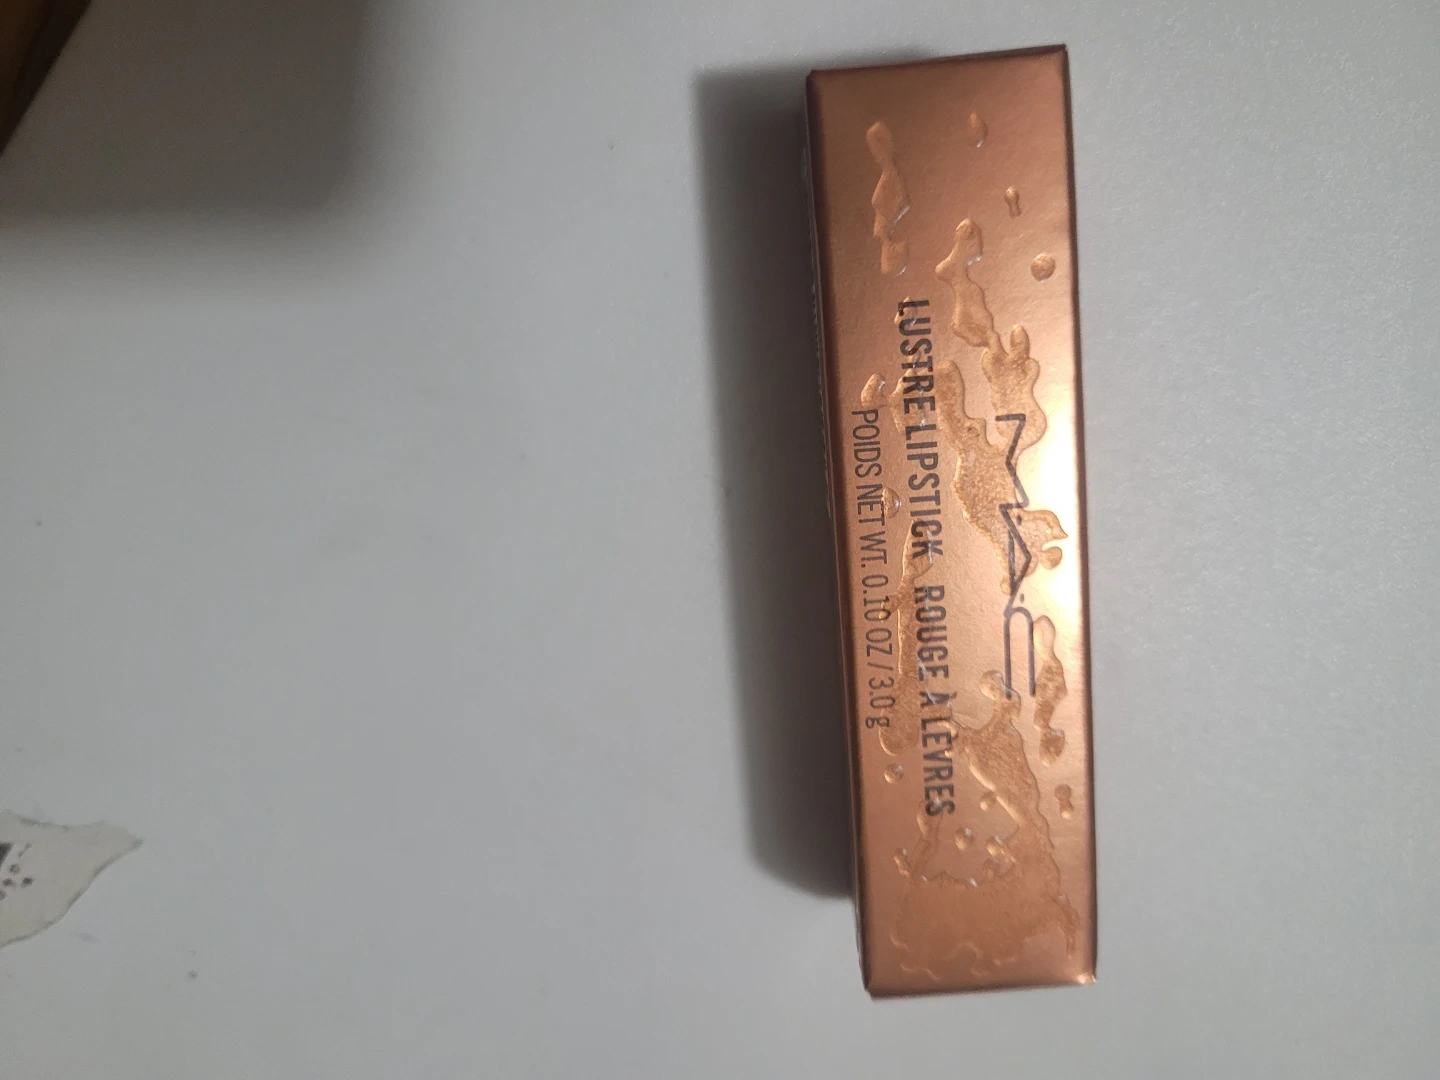 M·A·C
LUSTRE LIPSTICK ROUGE À LÈVRES
POIDS NET WT. 0.10 OZ / 3.0 g